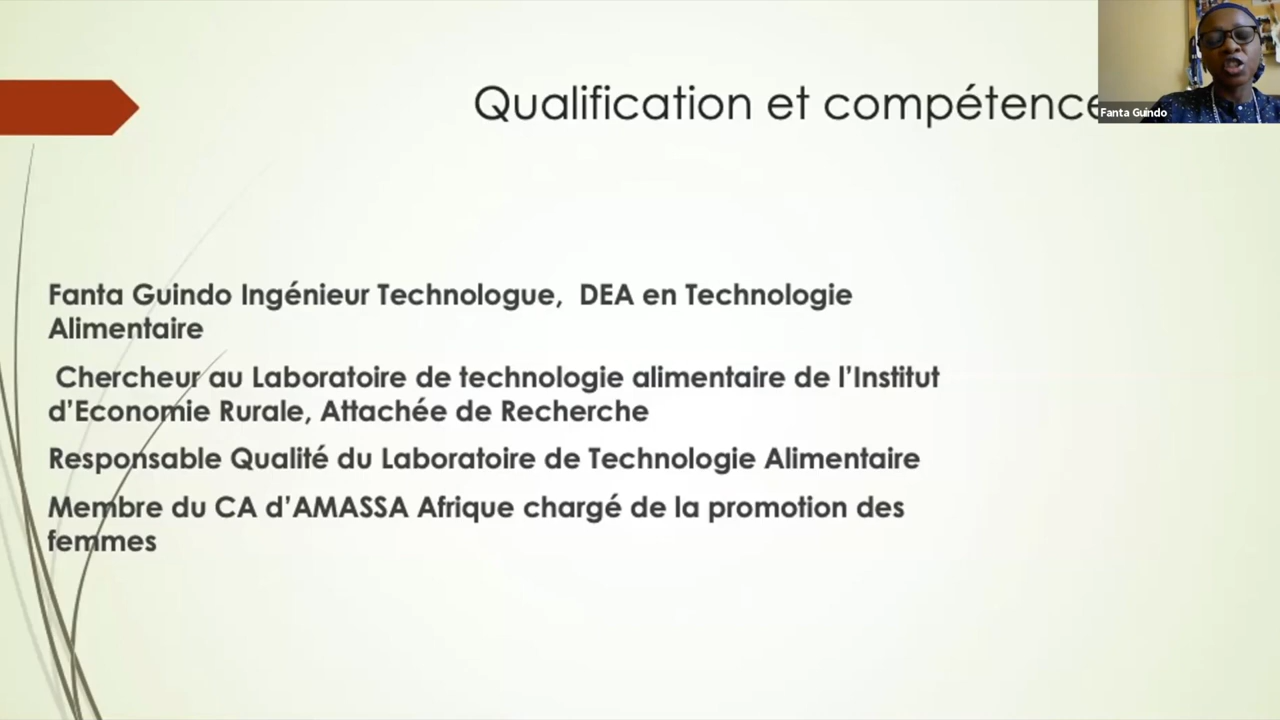 Qualification et compétence
Fanta Guindo
Fanta Guindo Ingénieur Technologue,  DEA en Technologie
Alimentaire
Chercheur au Laboratoire de technologie alimentaire de l’Institut
d’Economie Rurale, Attachée de Recherche
Responsable Qualité du Laboratoire de Technologie Alimentaire
Membre du CA d’AMASSA Afrique chargé de la promotion des
femmes